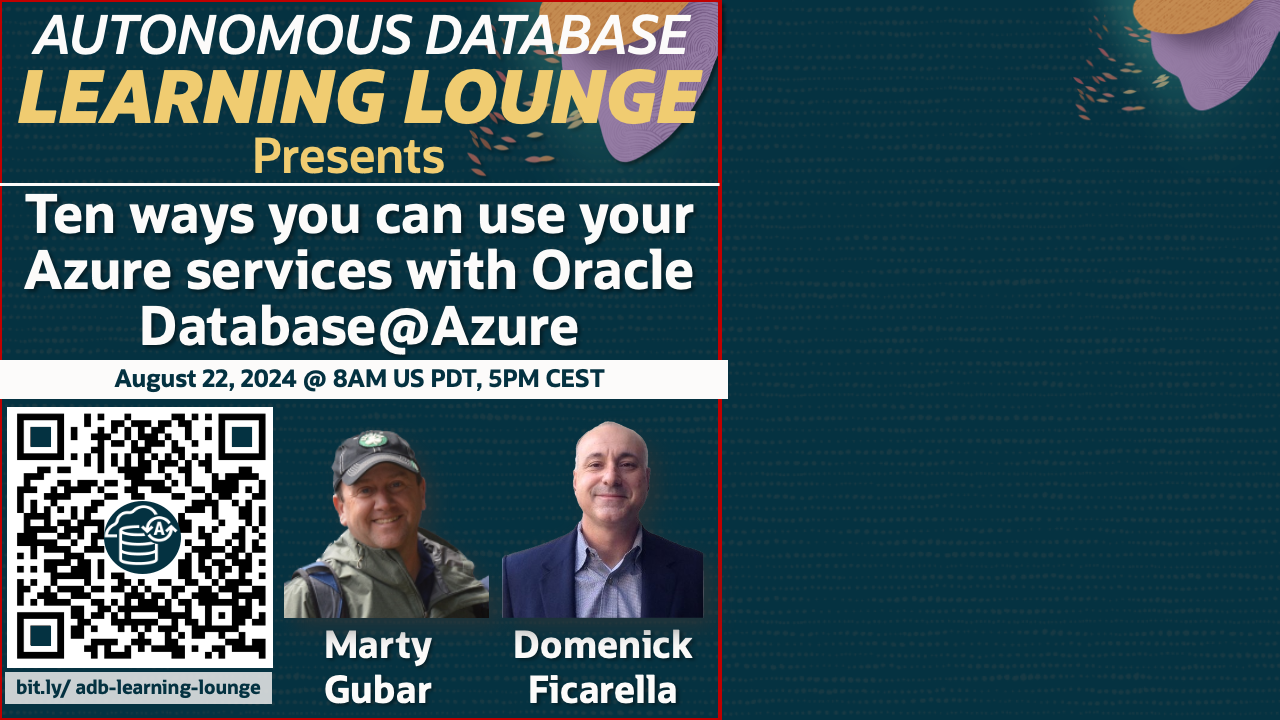 AUTONOMOUS DATABASE
LEARNING LOUNGE
Presents
Ten ways you can use your
Azure services with Oracle
Database@Azure
August 22, 2024 @ 8AM US PDT, 5PM CEST
A
bit.ly/ adb-learning-lounge
Marty
Gubar
Domenick
Ficarella